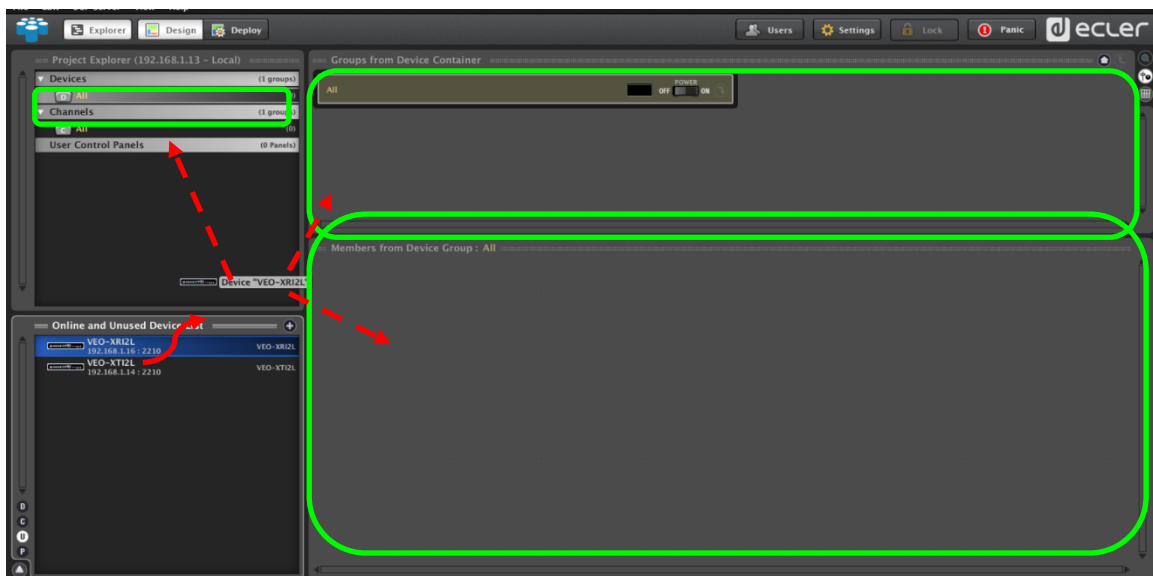 Explorer Design Deploy Users Settings Lock Panic ecler
Project Explorer (192.168.1.13 - Local)
Devices (1 groups)
D All
Channels (1 groups)
C All (0)
User Control Panels (0 Panels)
Device "VEO-XRI2L"
Online and Unused Device List
VEO-XRI2L VEO-XRI2L
192.168.1.16 : 2210
VEO-XTI2L VEO-XTI2L
192.168.1.14 : 2210
D
C
U
P
Groups from Device Container
All POWER
OFF ON
Members from Device Group : All